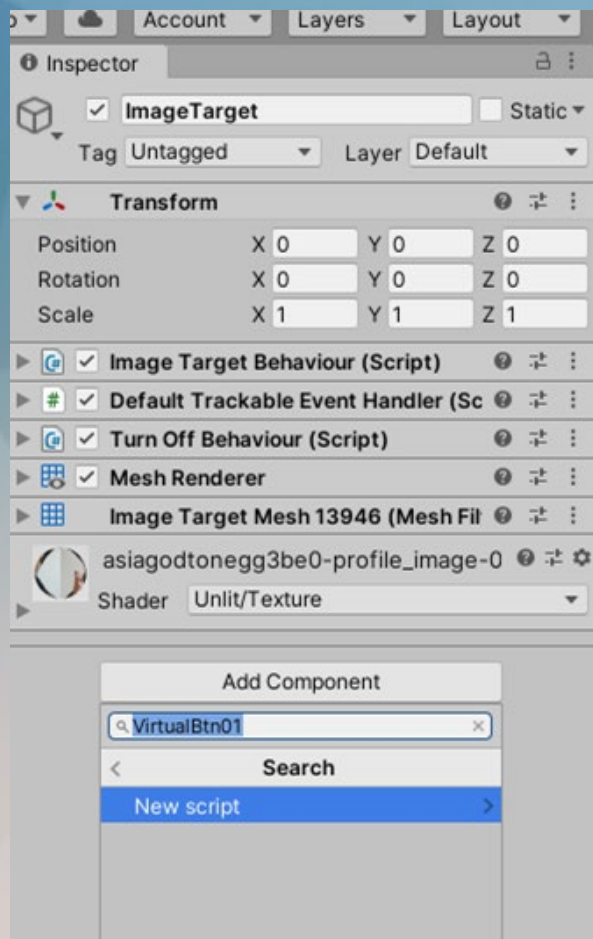 Account Layers Layout
Inspector
ImageTarget Static
Tag Untagged Layer Default
Transform
Position X 0 Y 0 Z 0
Rotation X 0 Y 0 Z 0
Scale X 1 Y 1 Z 1
Image Target Behaviour (Script)
# Default Trackable Event Handler (Sc
Turn Off Behaviour (Script)
Mesh Renderer
Image Target Mesh 13946 (Mesh Fil
asiagodtonegg3be0-profile_image-0
Shader Unlit/Texture
Add Component
VirtualBtn01
Search
New script